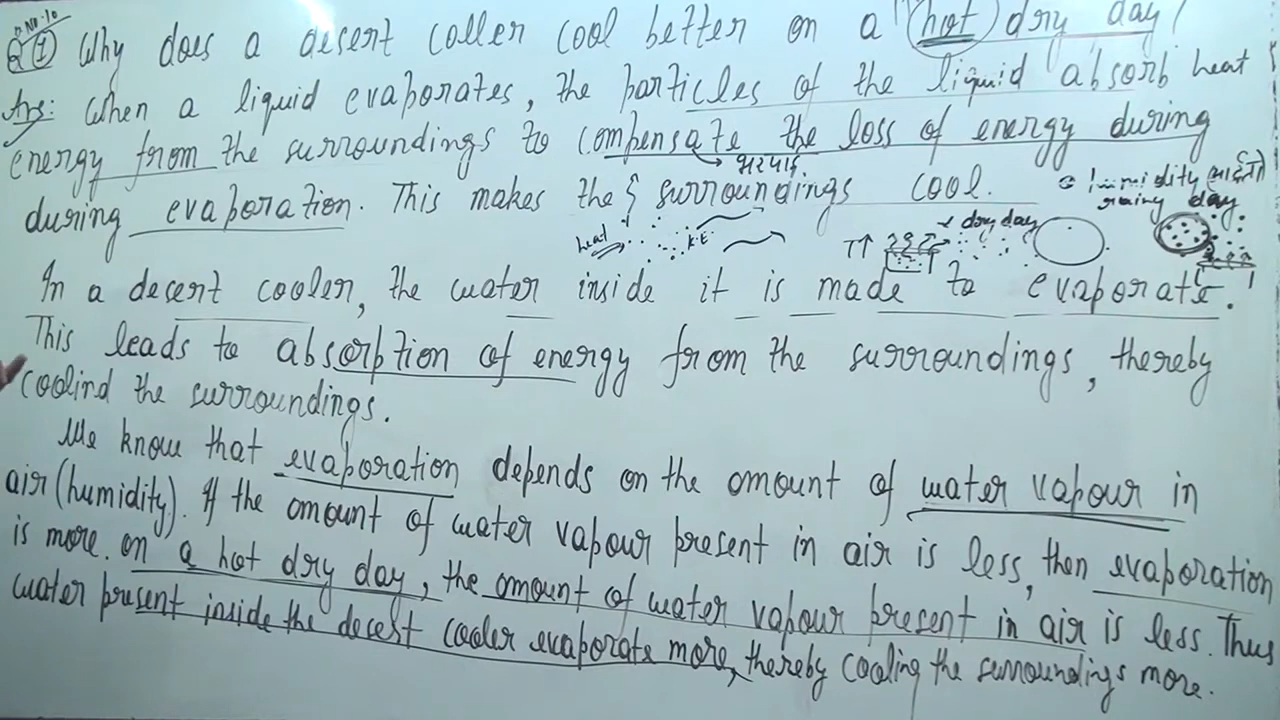 Q 1 Why does a desert coller cool better on a hot dry day?
Ans: When a liquid evaporates, the particles of the liquid absorb heat
energy from the surroundings to compensate the loss of energy during
during evaporation. This makes the surroundings cool.
heat
K.E.
T↑
dry day
rainy day
In a desert cooler, the water inside it is made to evaporate.
This leads to absorption of energy from the surroundings, thereby
coolind the surroundings.
We know that evaporation depends on the amount of water vapour in
air (humidity). If the amount of water vapour present in air is less, then evaporation
is more. on a hot dry day, the amount of water vapour present in air is less. Thus
water present inside the decest cooler evaporate more, thereby cooling the surroundings more.